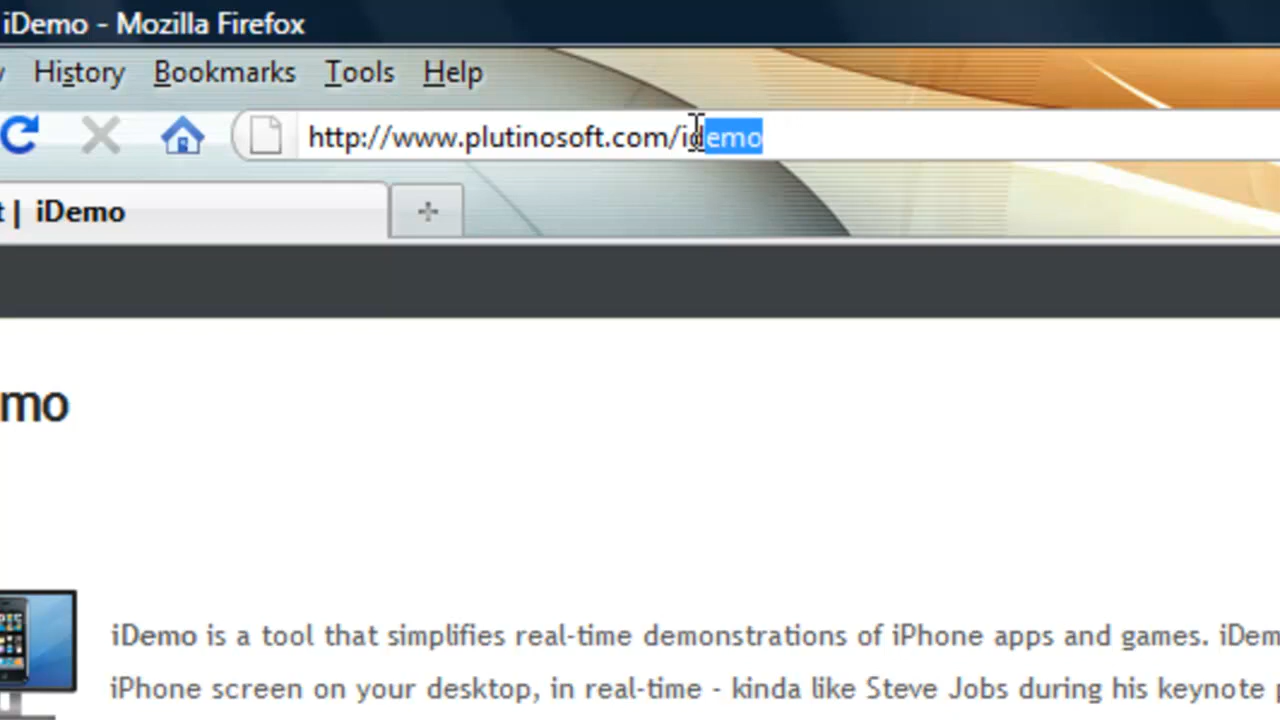 iDemo - Mozilla Firefox
History Bookmarks Tools Help
http://www.plutinosoft.com/idemo
t | iDemo
mo
iDemo is a tool that simplifies real-time demonstrations of iPhone apps and games. iDem
iPhone screen on your desktop, in real-time - kinda like Steve Jobs during his keynote p